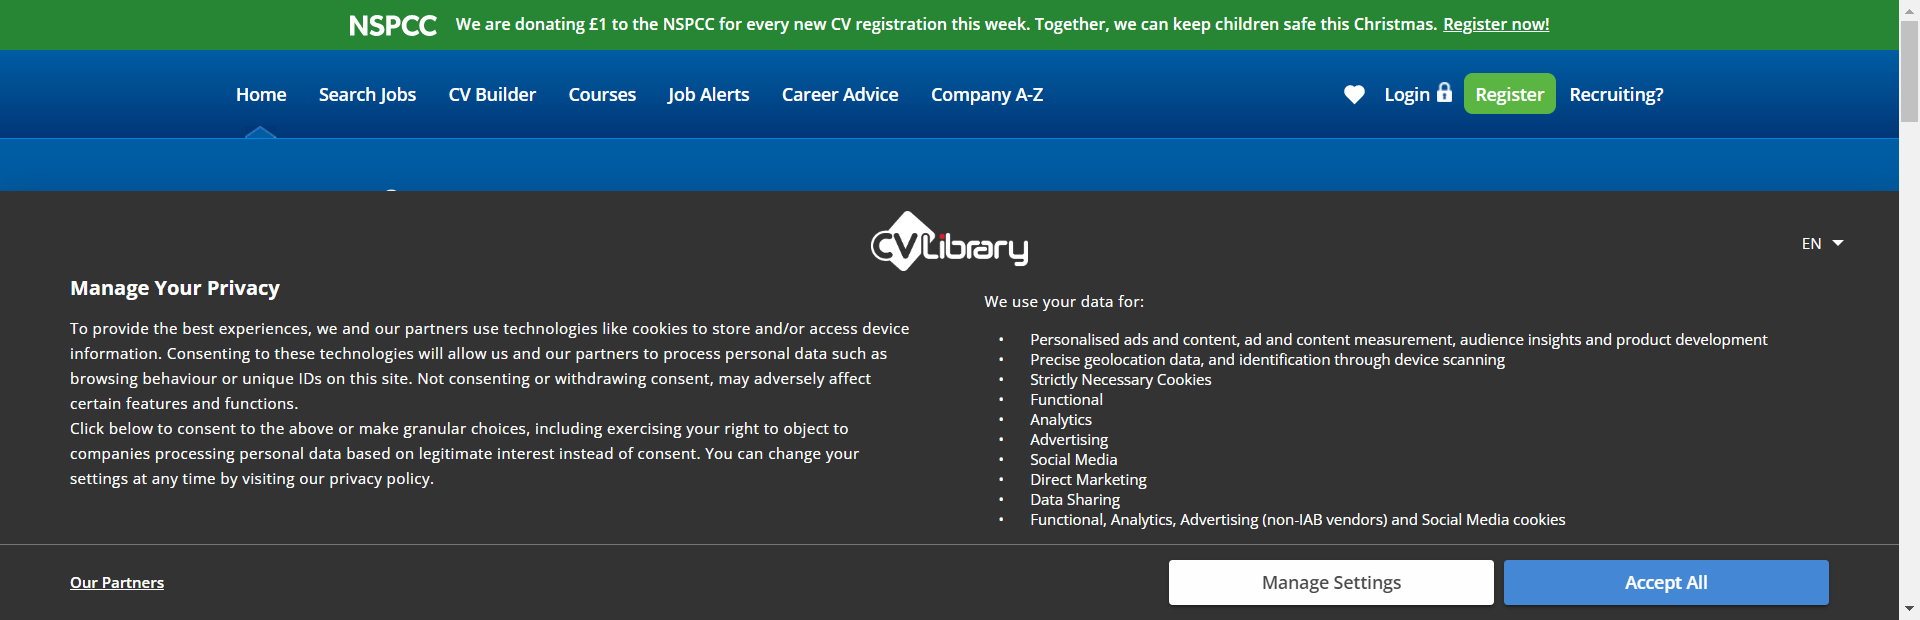 NSPCC We are donating £1 to the NSPCC for every new CV registration this week. Together, we can keep children safe this Christmas. Register now!
Home Search Jobs CV Builder Courses Job Alerts Career Advice Company A-Z Login Register Recruiting?
CVLibrary
EN
Manage Your Privacy
To provide the best experiences, we and our partners use technologies like cookies to store and/or access device
information. Consenting to these technologies will allow us and our partners to process personal data such as
browsing behaviour or unique IDs on this site. Not consenting or withdrawing consent, may adversely affect
certain features and functions.
Click below to consent to the above or make granular choices, including exercising your right to object to
companies processing personal data based on legitimate interest instead of consent. You can change your
settings at any time by visiting our privacy policy.
We use your data for:
• Personalised ads and content, ad and content measurement, audience insights and product development
• Precise geolocation data, and identification through device scanning
• Strictly Necessary Cookies
• Functional
• Analytics
• Advertising
• Social Media
• Direct Marketing
• Data Sharing
• Functional, Analytics, Advertising (non-IAB vendors) and Social Media cookies
Our Partners
Manage Settings
Accept All